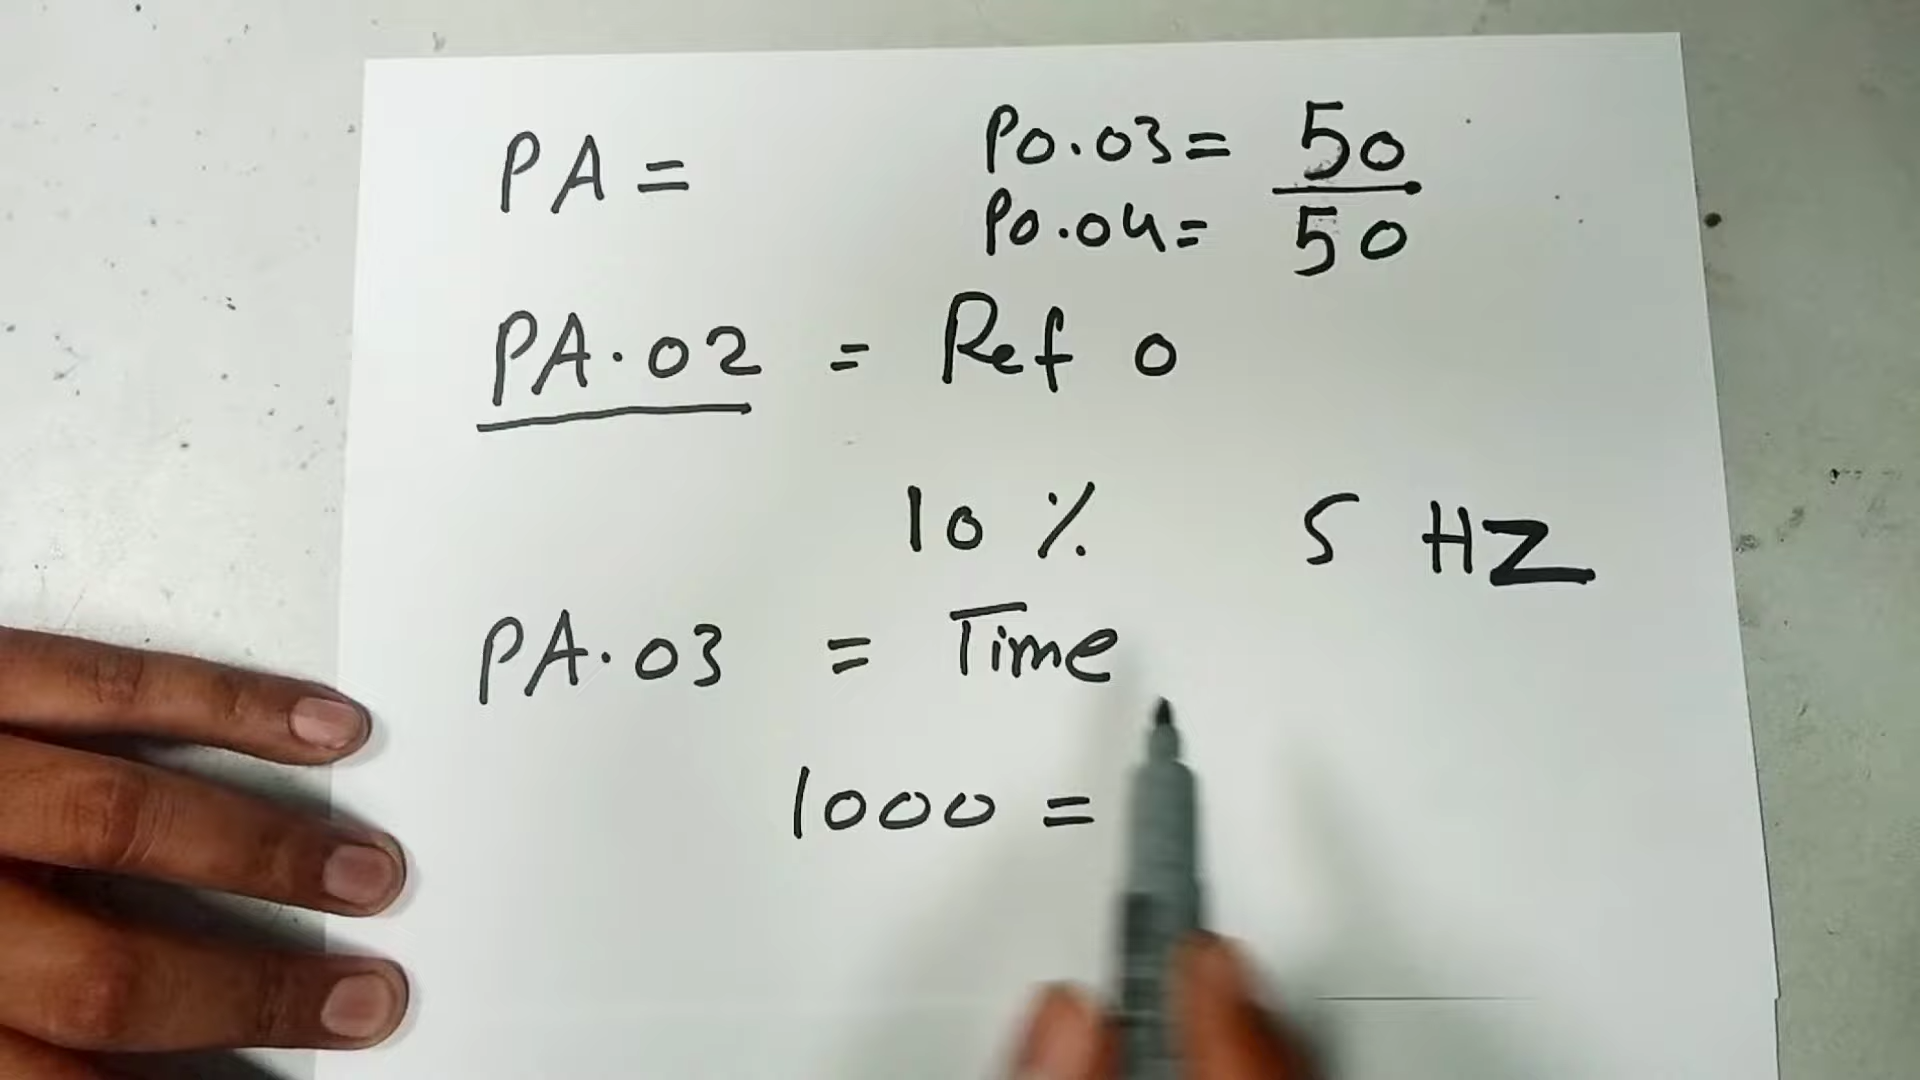 PA =
P0.03 = 50
P0.04 = 50
PA.02 = Ref 0
10 % 5 HZ
PA.03 = Time
1000 =